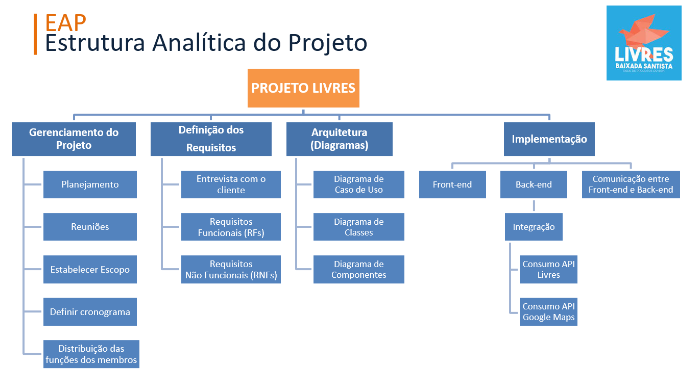 EAP
Estrutura Analítica do Projeto
LIVRES
BAIXADA SANTISTA
PROJETO LIVRES
Gerenciamento do
Projeto
Planejamento
Reuniões
Estabelecer Escopo
Definir cronograma
Distribuição das
funções dos membros
Definição dos
Requisitos
Entrevista com o
cliente
Requisitos
Funcionais (RFs)
Requisitos
Não Funcionais (RNFs)
Arquitetura
(Diagramas)
Diagrama de
Caso de Uso
Diagrama de
Classes
Diagrama de
Componentes
Implementação
Front-end
Back-end
Integração
Consumo API
Livres
Consumo API
Google Maps
Comunicação entre
Front-end e Back-end